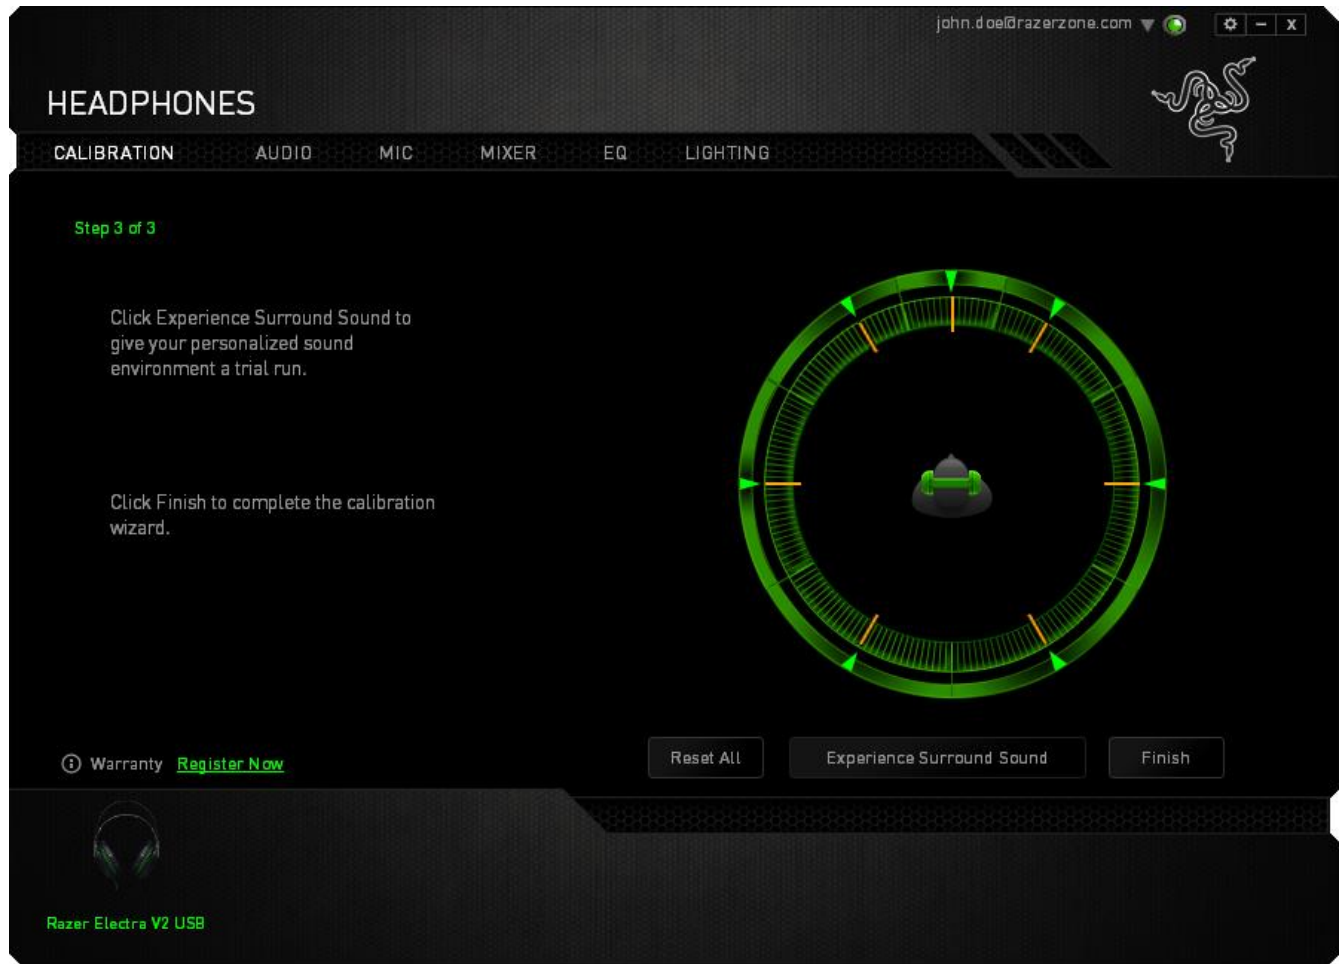 john.doe@razerzone.com
X
HEADPHONES
CALIBRATION AUDIO MIC MIXER EQ LIGHTING
Step 3 of 3
Click Experience Surround Sound to
give your personalized sound
environment a trial run.
Click Finish to complete the calibration
wizard.
Warranty Register Now
Reset All Experience Surround Sound Finish
Razer Electra V2 USB